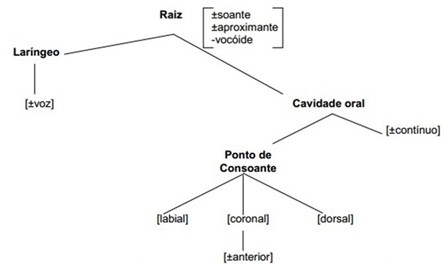 Raiz
±soante
±aproximante
-vocóide
Laríngeo
[±voz]
Cavidade oral
[±contínuo]
Ponto de
Consoante
[labial]
[coronal]
[dorsal]
[±anterior]